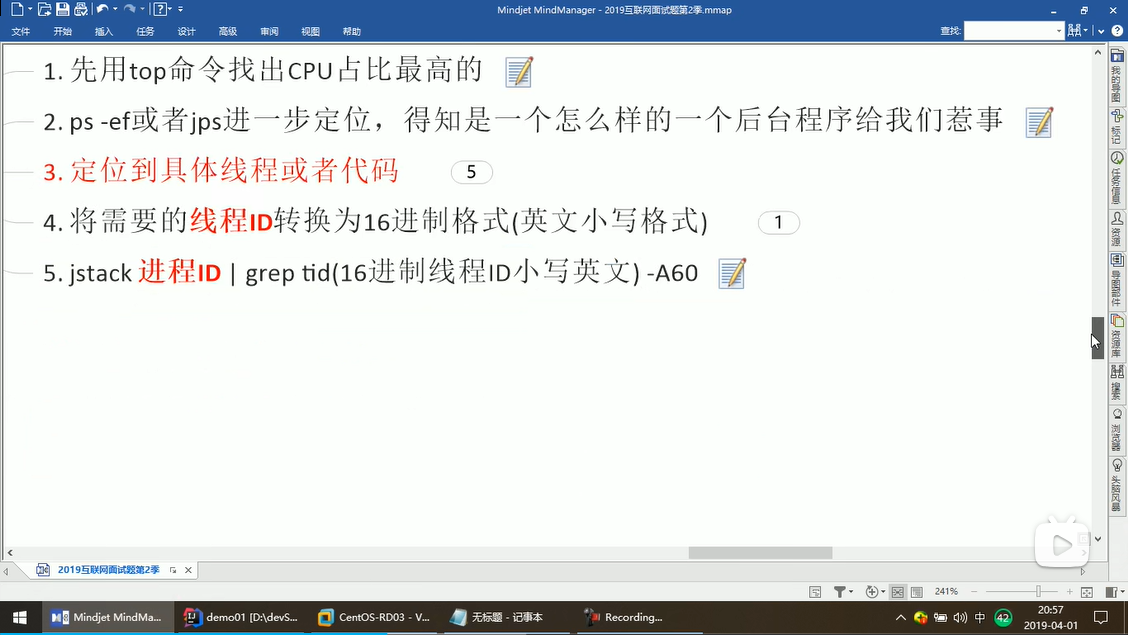 Mindjet MindManager - 2019互联网面试题第2季.mmap
文件 开始 插入 任务 设计 高级 审阅 视图 帮助 查找:
1. 先用top命令找出CPU占比最高的
2. ps -ef或者jps进一步定位，得知是一个怎么样的一个后台程序给我们惹事
3. 定位到具体线程或者代码 5
4. 将需要的线程ID转换为16进制格式(英文小写格式) 1
5. jstack 进程ID | grep tid(16进制线程ID小写英文) -A60
我的导图
标记
任务信息
资源
导图部件
资源库
搜索
浏览器
头脑风暴
2019互联网面试题第2季
241%
Mindjet MindMa... demo01 [D:\devS... CentOS-RD03 - V... 无标题 - 记事本 Recording... 中 42 20:57
2019-04-01